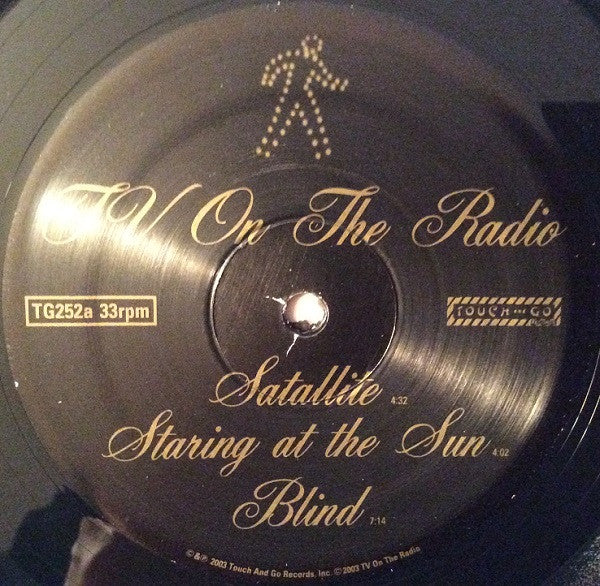 TV On The Radio
TG252a 33rpm
TOUCH AND GO
Satallite 4:32
Staring at the Sun 4:02
Blind 7:14
©&℗ 2003 Touch And Go Records, Inc. ©2003 TV On The Radio